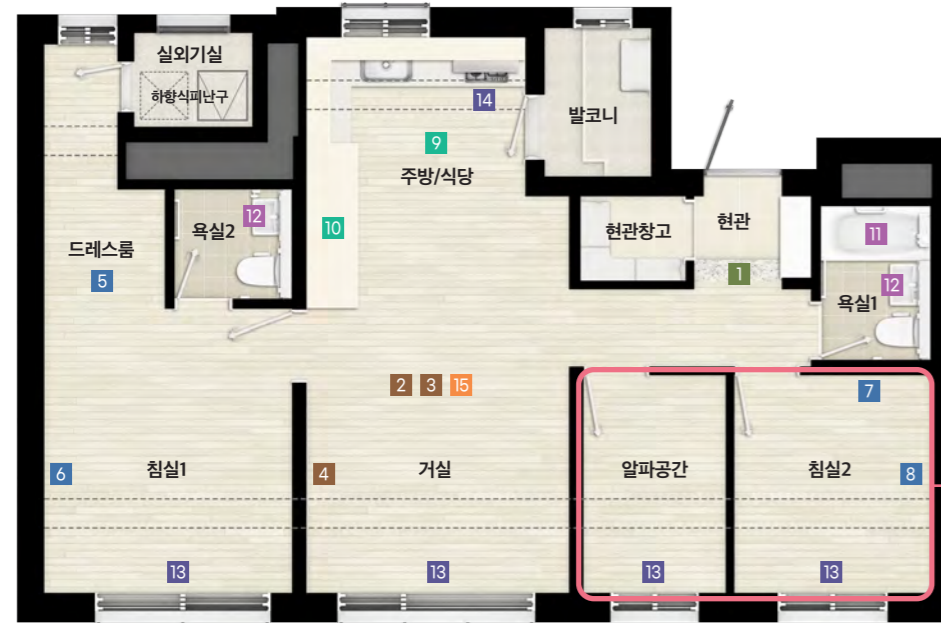 실외기실
하향식피난구
발코니
14
9
주방/식당
욕실2
12
10
현관창고
현관
11
드레스룸
5
1
12
욕실1
2 3 15
7
6
침실1
4
거실
알파공간
침실2
8
13
13
13
13